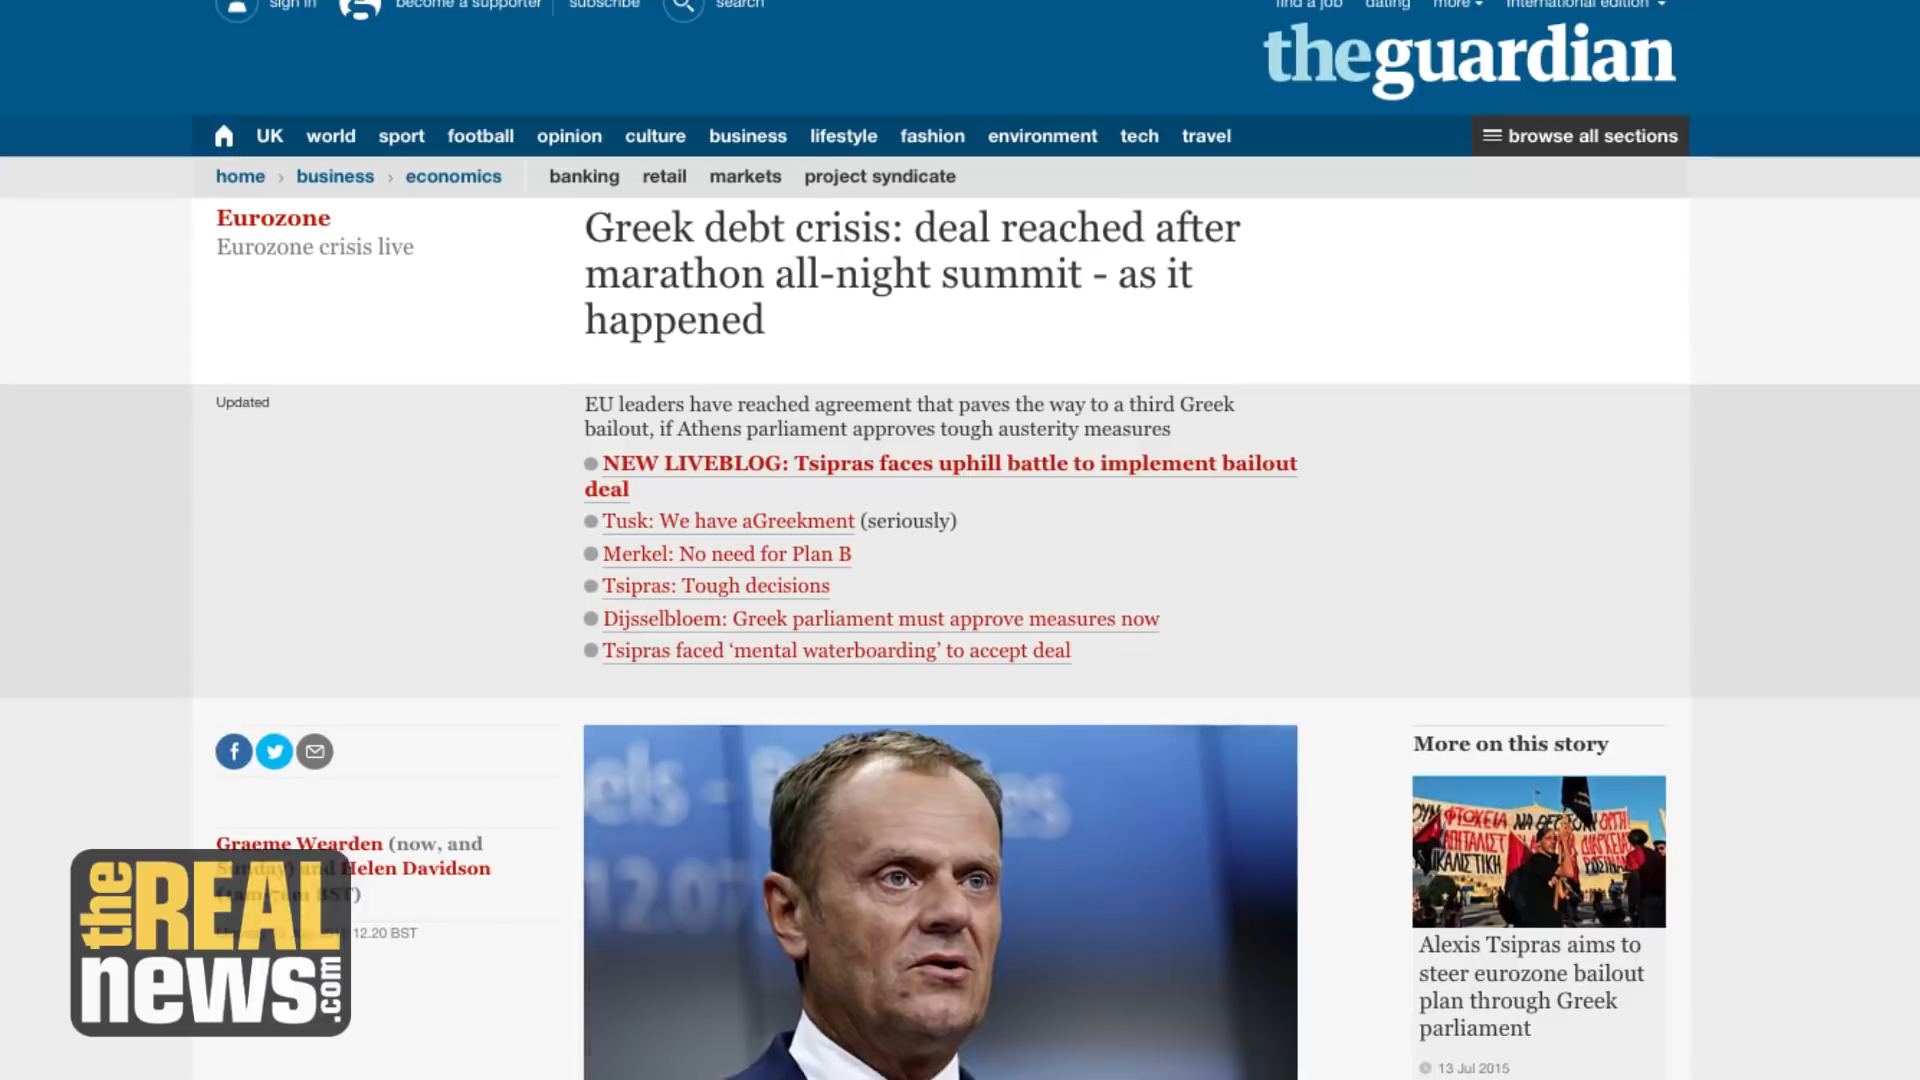 sign in
become a supporter
subscribe
search
find a job
dating
more
International edition
theguardian
UK
world
sport
football
opinion
culture
business
lifestyle
fashion
environment
tech
travel
browse all sections
home › business › economics
banking
retail
markets
project syndicate
Eurozone
Eurozone crisis live
Greek debt crisis: deal reached after
marathon all-night summit - as it
happened
Updated
EU leaders have reached agreement that paves the way to a third Greek
bailout, if Athens parliament approves tough austerity measures
NEW LIVEBLOG: Tsipras faces uphill battle to implement bailout
deal
Tusk: We have aGreekment (seriously)
Merkel: No need for Plan B
Tsipras: Tough decisions
Dijsselbloem: Greek parliament must approve measures now
Tsipras faced ‘mental waterboarding’ to accept deal
Graeme Wearden (now, and
Sunday) and Helen Davidson
12.20 BST
the REAL
news.com
More on this story
Alexis Tsipras aims to
steer eurozone bailout
plan through Greek
parliament
13 Jul 2015